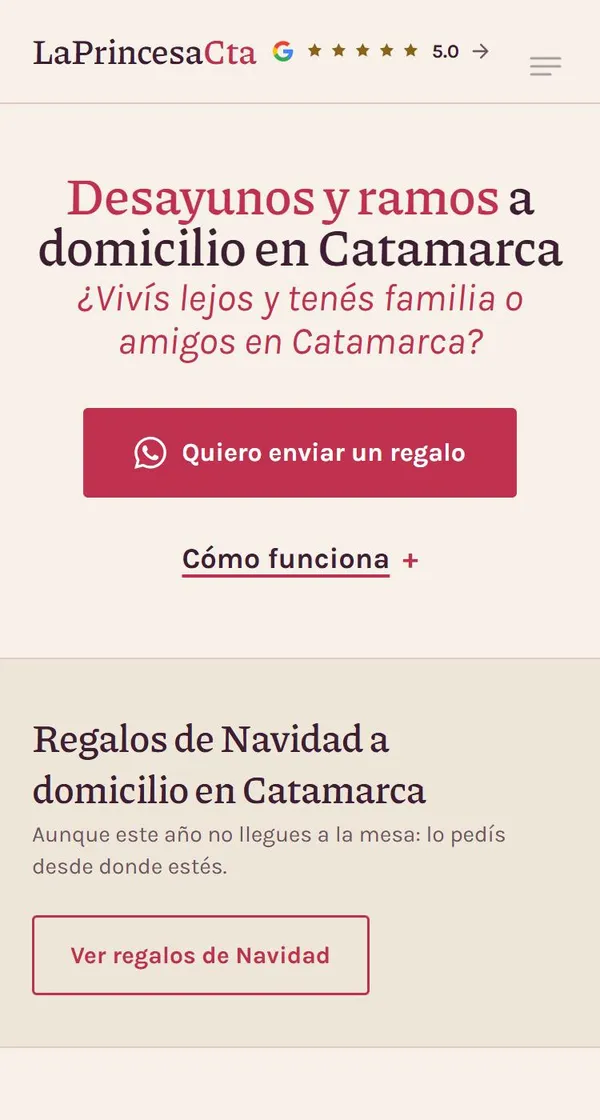 LaPrincesaCta 5.0 →
Desayunos y ramos a
domicilio en Catamarca
¿Vivís lejos y tenés familia o
amigos en Catamarca?
Quiero enviar un regalo
Cómo funciona +
Regalos de Navidad a
domicilio en Catamarca
Aunque este año no llegues a la mesa: lo pedís
desde donde estés.
Ver regalos de Navidad